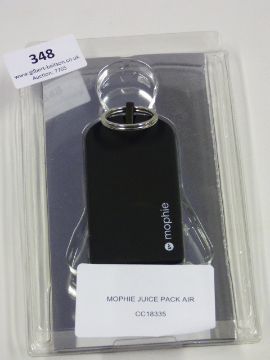 348
www.gilbert-baitson.co.uk
Auction: 7705
mophie
MOPHIE JUICE PACK AIR
CC18335